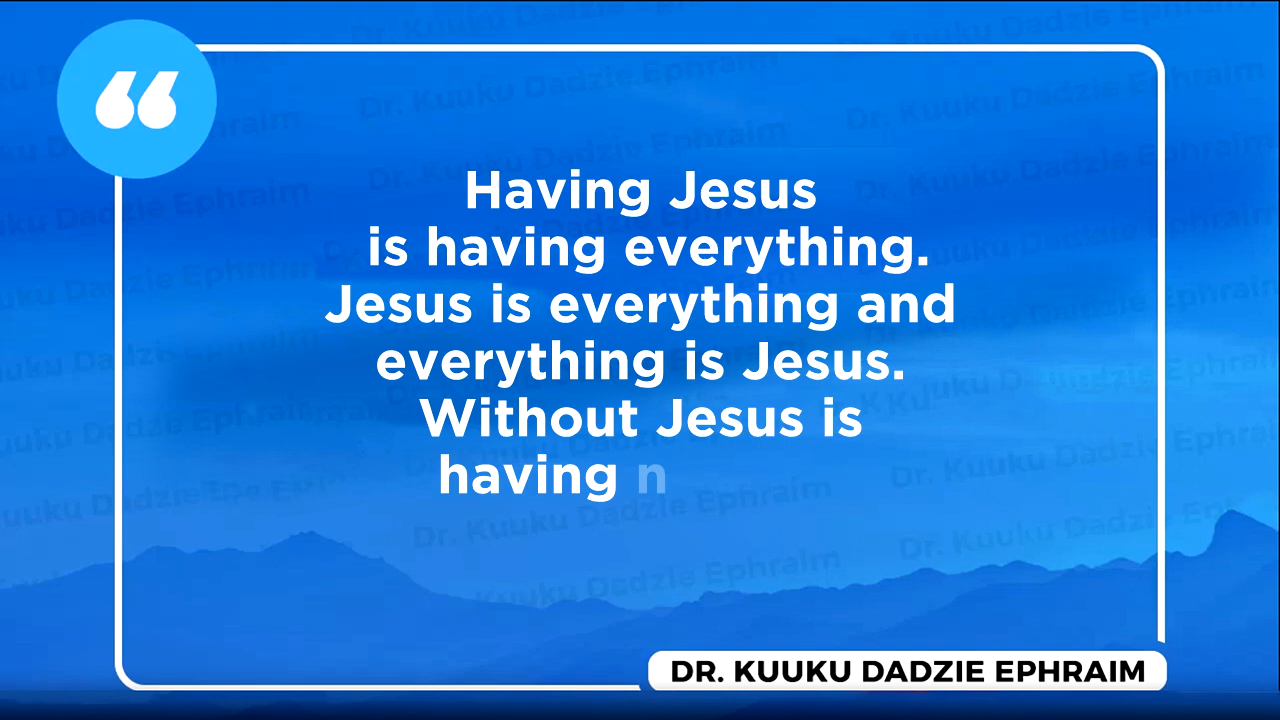 Having Jesus
is having everything.
Jesus is everything and
everything is Jesus.
Without Jesus is
having n
DR. KUUKU DADZIE EPHRAIM